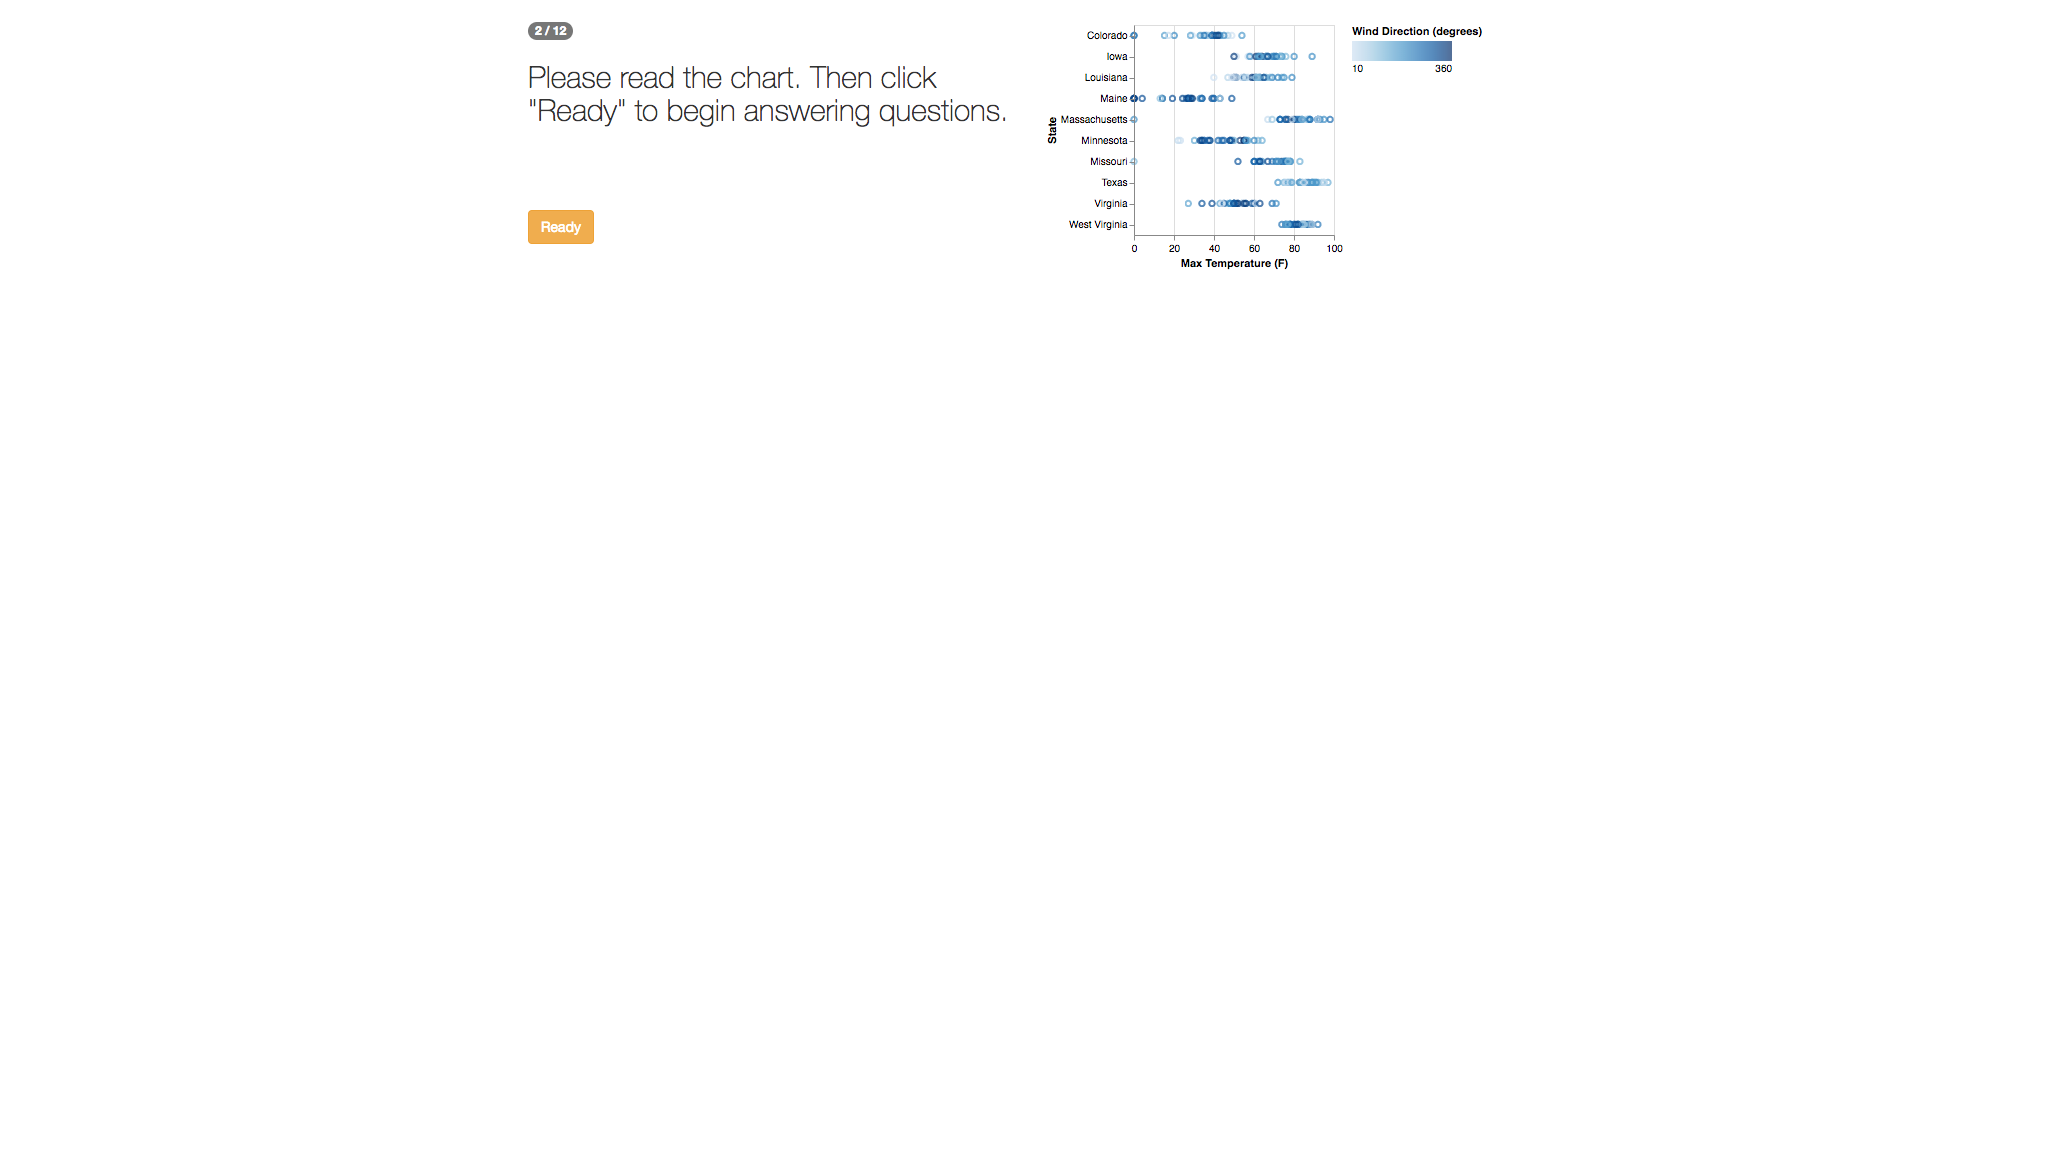 2 / 12
Please read the chart. Then click
"Ready" to begin answering questions.
Ready
State
Colorado
Iowa
Louisiana
Maine
Massachusetts
Minnesota
Missouri
Texas
Virginia
West Virginia
0 20 40 60 80 100
Max Temperature (F)
Wind Direction (degrees)
10 360